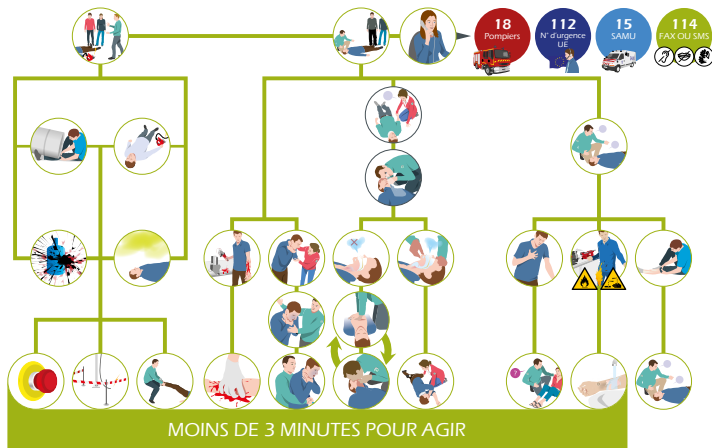 18
Pompiers
112
N° d'urgence
UE
15
SAMU
114
FAX OU SMS
?
MOINS DE 3 MINUTES POUR AGIR